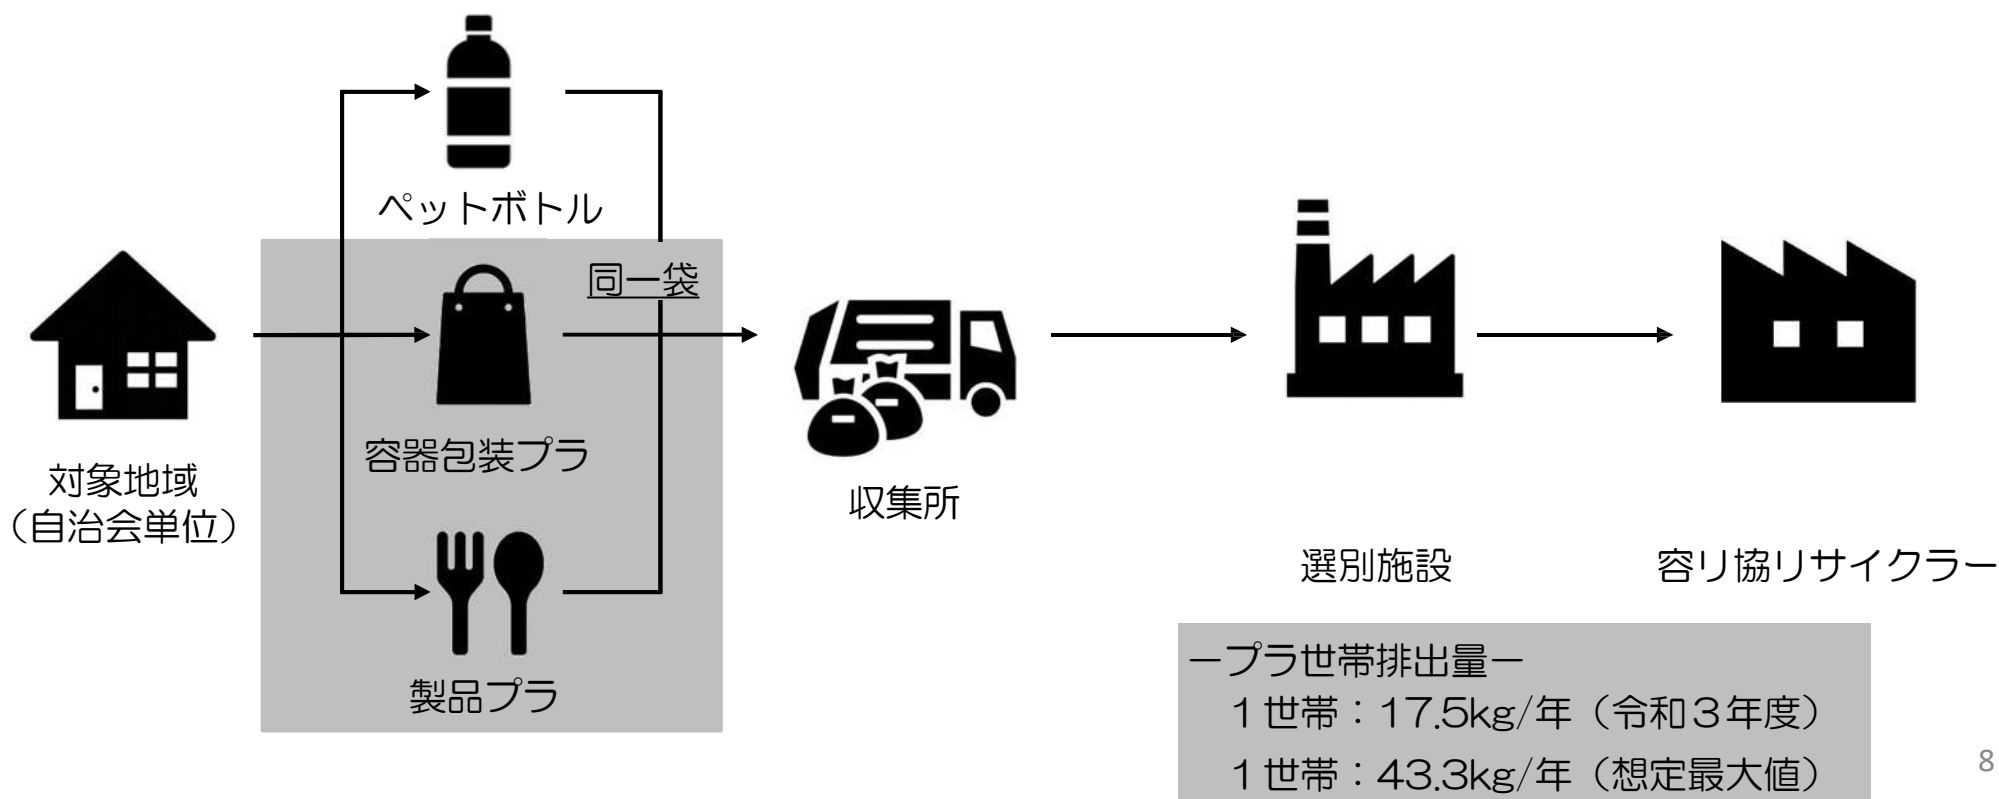 ペットボトル
同一袋
容器包装プラ
製品プラ
対象地域
（自治会単位）
収集所
選別施設
容リ協リサイクラー
ープラ世帯排出量ー
１世帯：17.5kg/年（令和３年度）
１世帯：43.3kg/年（想定最大値）
8